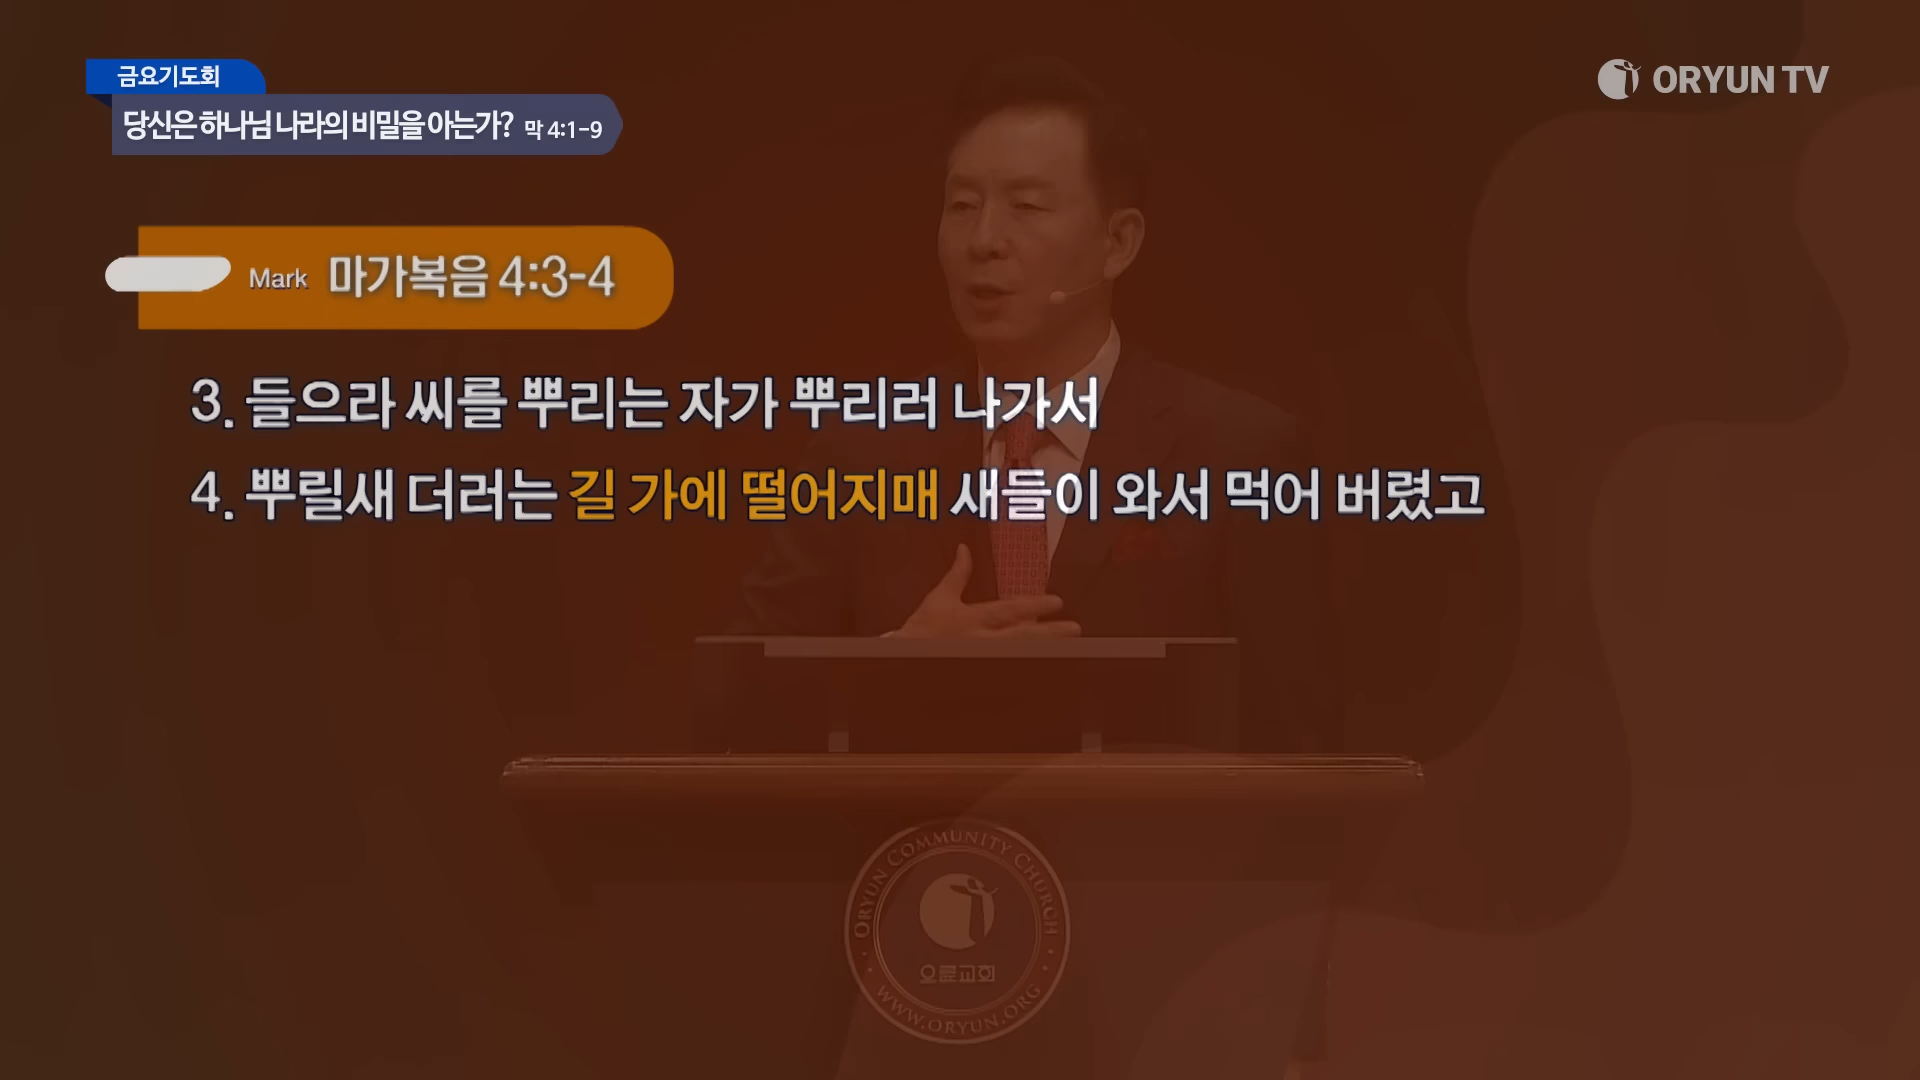 금요기도회
당신은 하나님 나라의 비밀을 아는가? 막 4:1-9
ORYUN TV
Mark 마가복음 4:3-4
3. 들으라 씨를 뿌리는 자가 뿌리러 나가서
4. 뿌릴새 더러는 길 가에 떨어지매 새들이 와서 먹어 버렸고
ORYUN COMMUNITY CHURCH
오륜교회
WWW.ORYUN.ORG